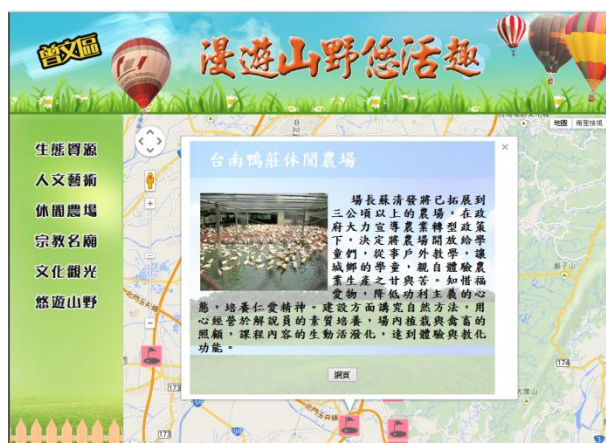 曾文區
漫遊山野悠活趣
地圖 衛星檢視
生態資源
人文藝術
休閒農場
宗教名廟
文化觀光
悠遊山野
台南鴨莊休閒農場
場長蘇清發將已拓展到
三公頃以上的農場,在政
府大力宣導農業轉型政策
下,決定將農場開放給學
童們,從事戶外教學,讓
城鄉的學童,親自體驗農
業生產之甘與苦。知惜福
愛物,降低功利主義的心
態,培養仁愛精神。建設方面講究自然方法,用
心經營於解說員的素質培養,場內植栽與禽畜的
照顧,課程內容的生動活潑化,達到體驗與教化
功能。
網頁
174
173
173